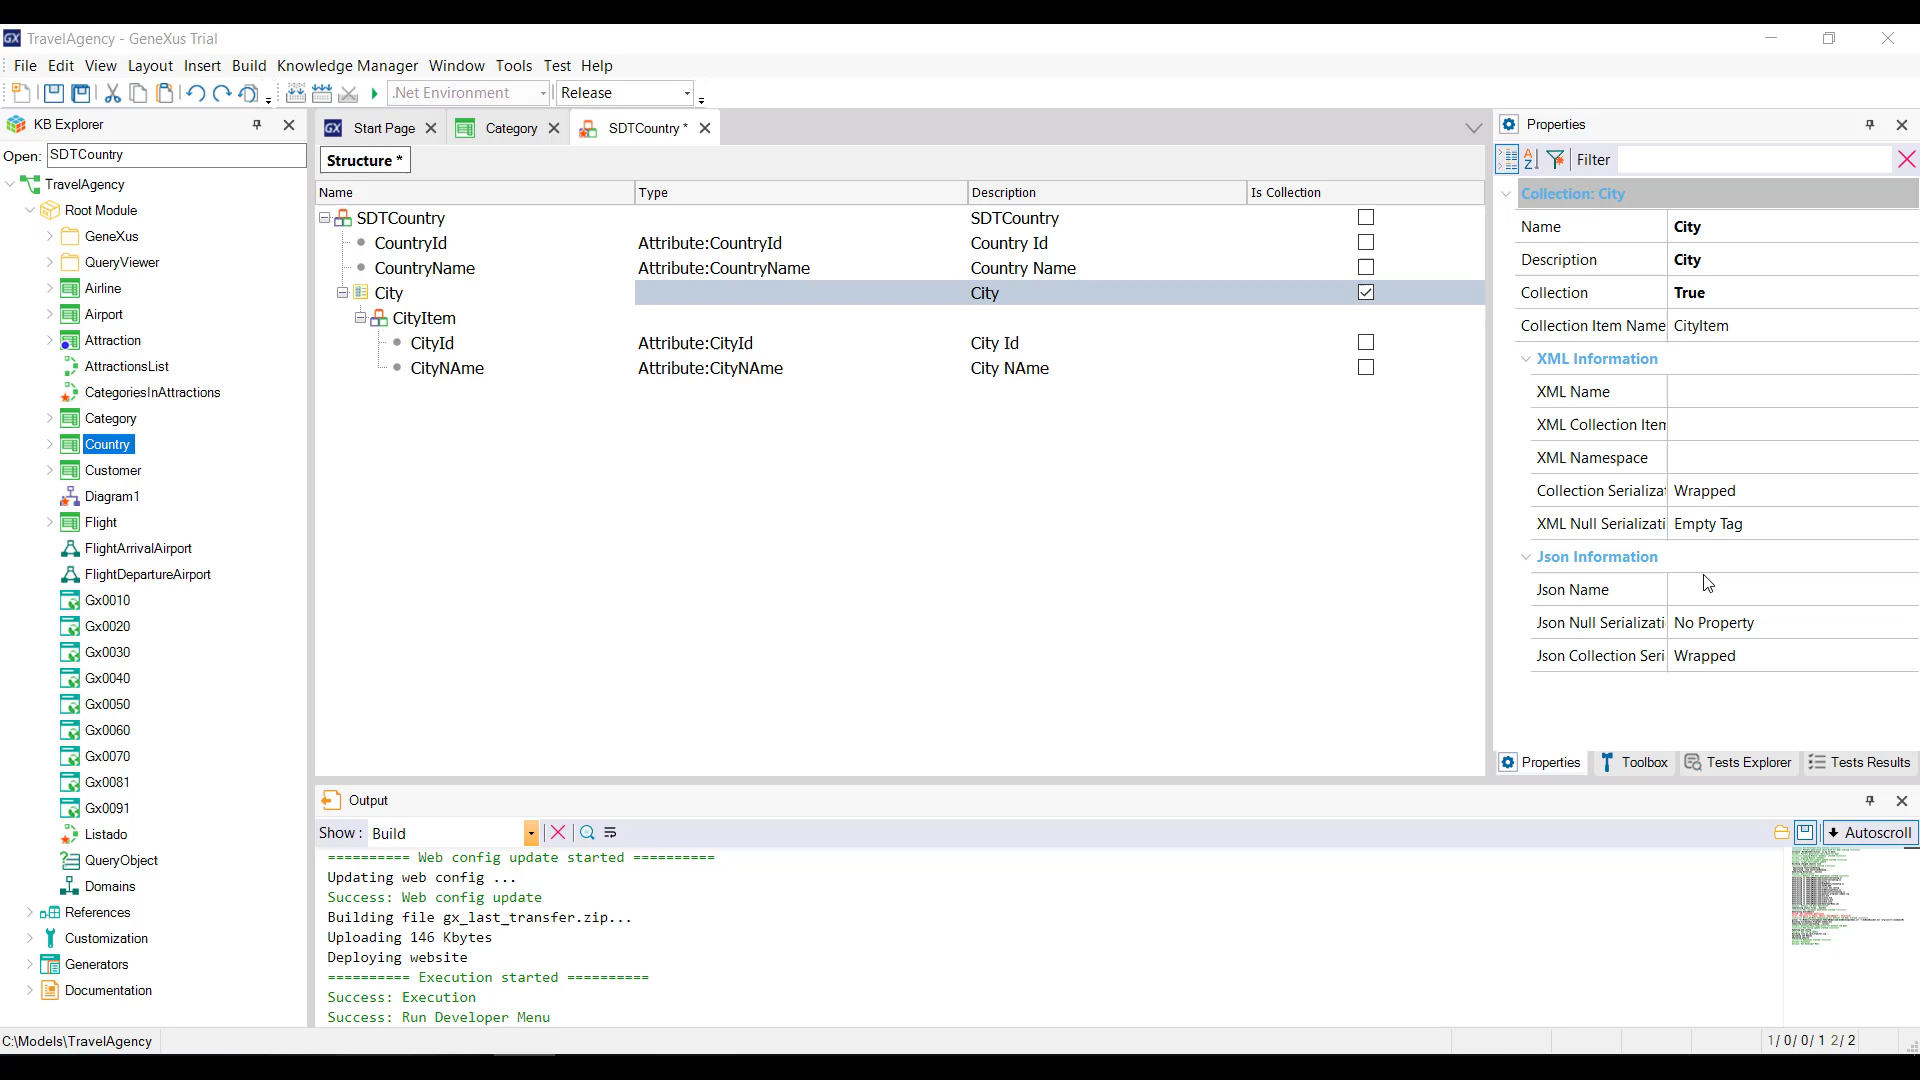 TravelAgency - GeneXus Trial
File Edit View Layout Insert Build Knowledge Manager Window Tools Test Help
.Net Environment Release
KB Explorer
Open: SDTCountry
TravelAgency
Root Module
GeneXus
QueryViewer
Airline
Airport
Attraction
AttractionsList
CategoriesInAttractions
Category
Country
Customer
Diagram1
Flight
FlightArrivalAirport
FlightDepartureAirport
Gx0010
Gx0020
Gx0030
Gx0040
Gx0050
Gx0060
Gx0070
Gx0081
Gx0091
Listado
QueryObject
Domains
References
Customization
Generators
Documentation
Start Page Category SDTCountry *
Structure *
Name Type Description Is Collection
SDTCountry SDTCountry
CountryId Attribute:CountryId Country Id
CountryName Attribute:CountryName Country Name
City City
CityItem
CityId Attribute:CityId City Id
CityNAme Attribute:CityNAme City NAme
Output
Show : Build Autoscroll
========== Web config update started ==========
Updating web config ...
Success: Web config update
Building file gx_last_transfer.zip...
Uploading 146 Kbytes
Deploying website
========== Execution started ==========
Success: Execution
Success: Run Developer Menu
Properties
Filter
Collection: City
Name City
Description City
Collection True
Collection Item Name CityItem
XML Information
XML Name
XML Collection Item
XML Namespace
Collection Serializat Wrapped
XML Null Serializati Empty Tag
Json Information
Json Name
Json Null Serializati No Property
Json Collection Seri Wrapped
Properties Toolbox Tests Explorer Tests Results
C:\Models\TravelAgency 1/ 0/ 0/ 1 2/ 2